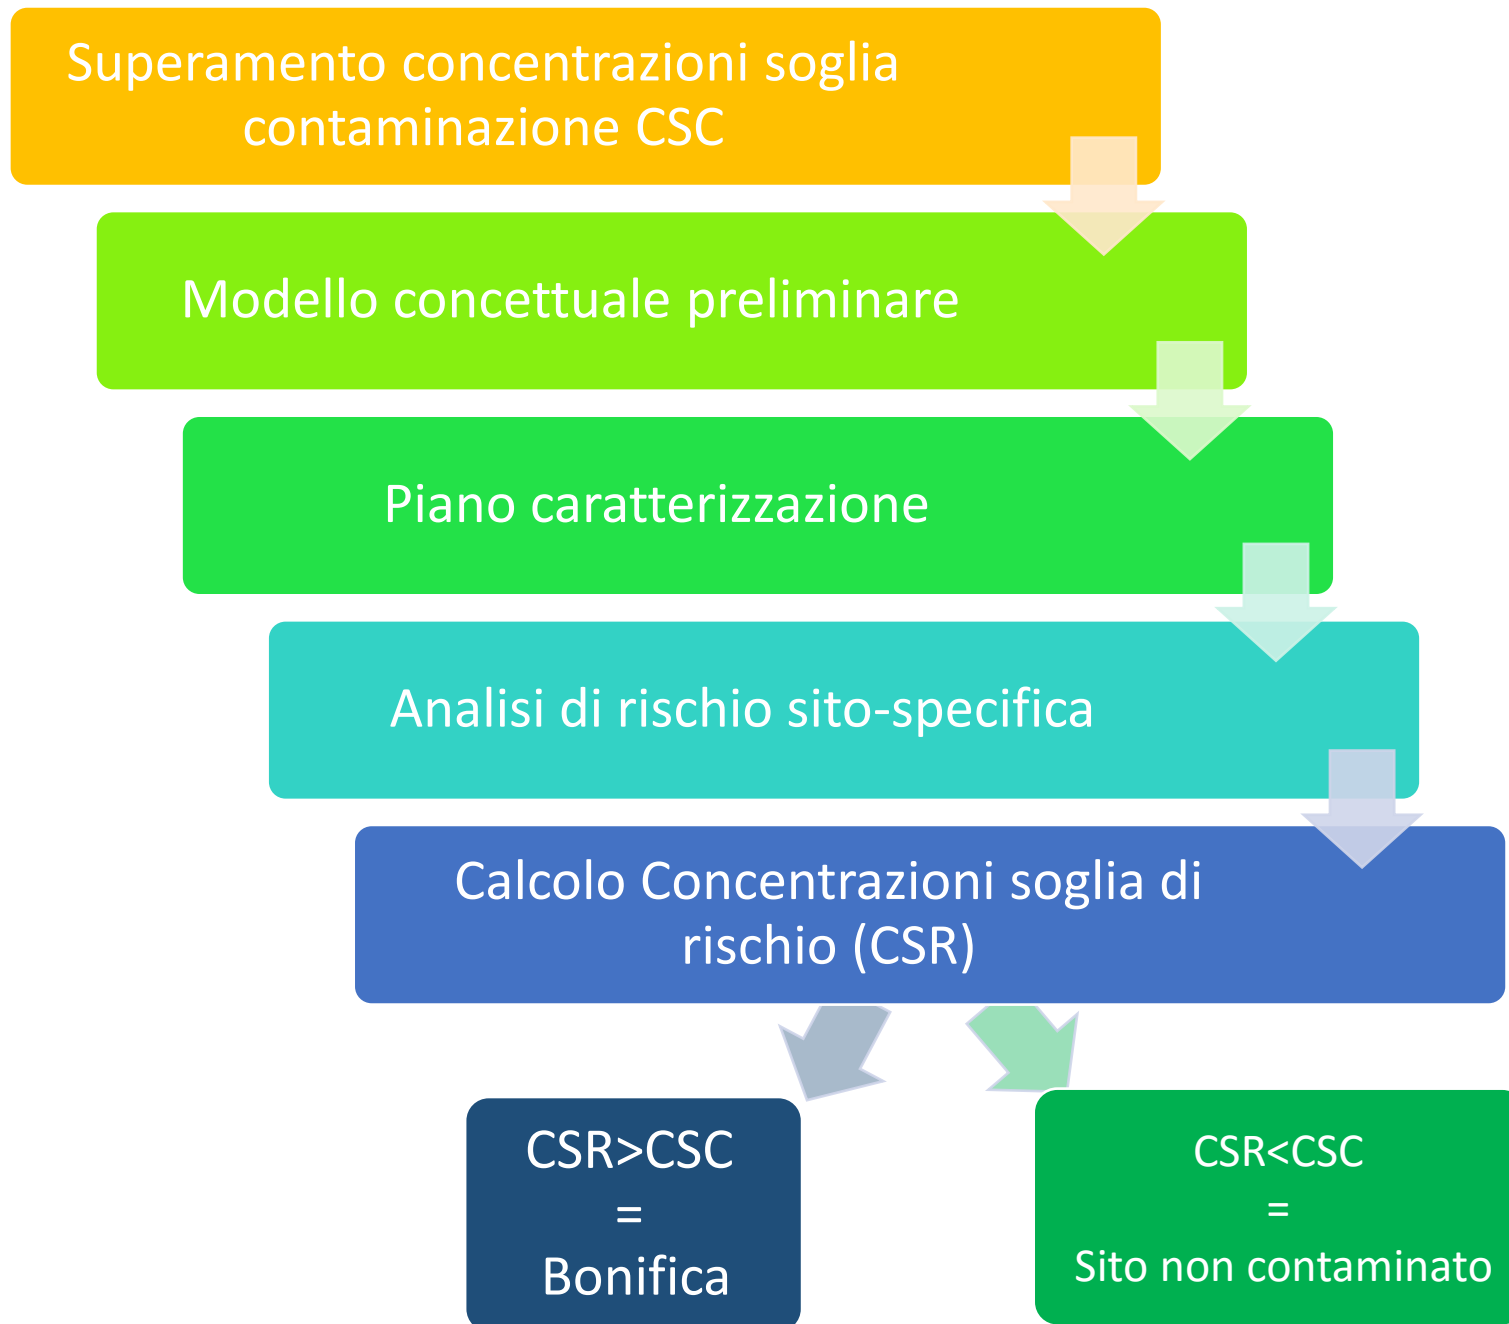 Superamento concentrazioni soglia
contaminazione CSC
Modello concettuale preliminare
Piano caratterizzazione
Analisi di rischio sito-specifica
Calcolo Concentrazioni soglia di
rischio (CSR)
CSR>CSC
=
Bonifica
CSR<CSC
=
Sito non contaminato